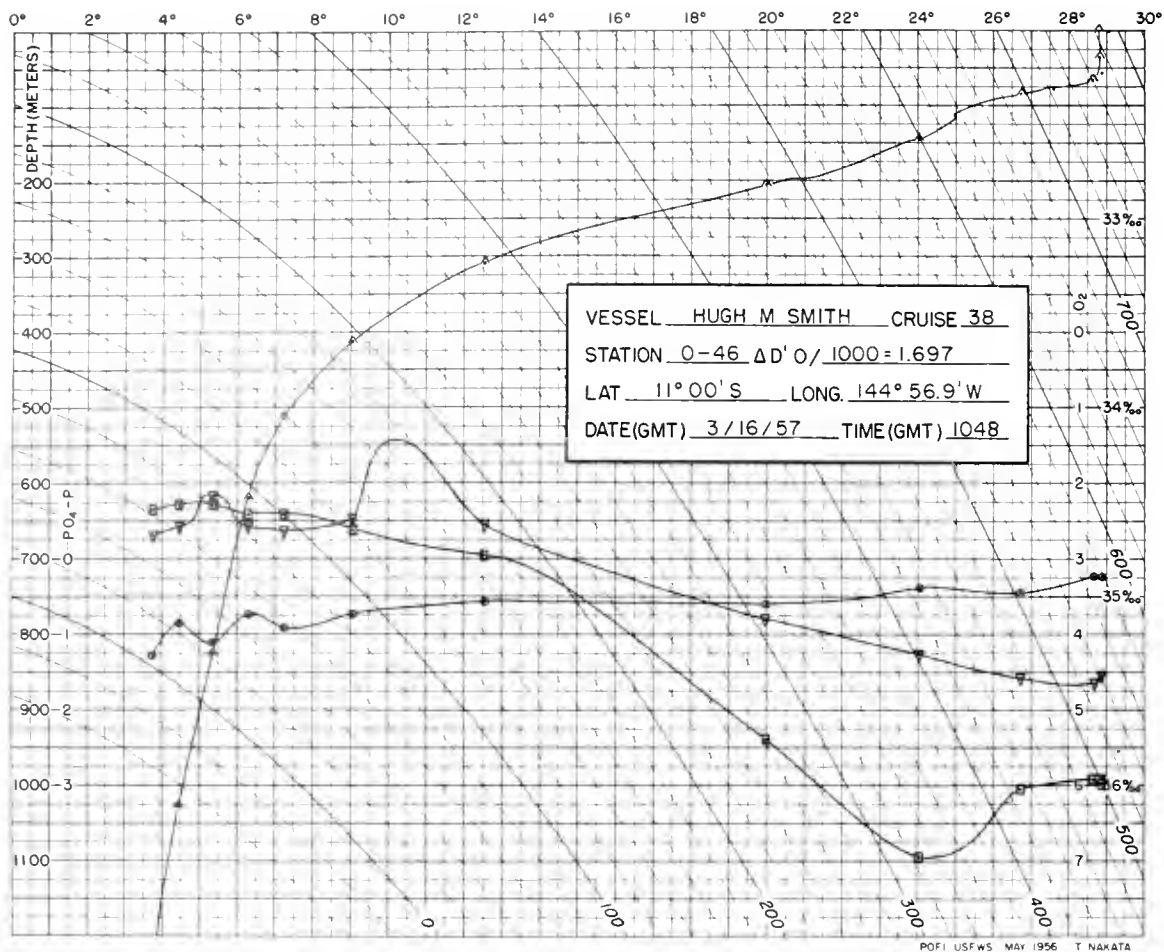 0° 2° 4° 6° 8° 10° 12° 14° 16° 18° 20° 22° 24° 26° 28° 30°
DEPTH (METERS)
200
33‰
300
O₂
700
400
0
VESSEL HUGH M SMITH CRUISE 38
STATION 0-46 ΔD' 0/ 1000 = 1.697
LAT 11° 00' S LONG. 144° 56.9' W
DATE(GMT) 3/16/57 TIME(GMT) 1048
500
1
34‰
600
PO₄-P
2
700-0
3
600
35‰
800-1
4
900-2
5
1000-3
6‰
500
1100
7
0 100 200 300 400
POFI USFWS MAY 1956 T NAKATA